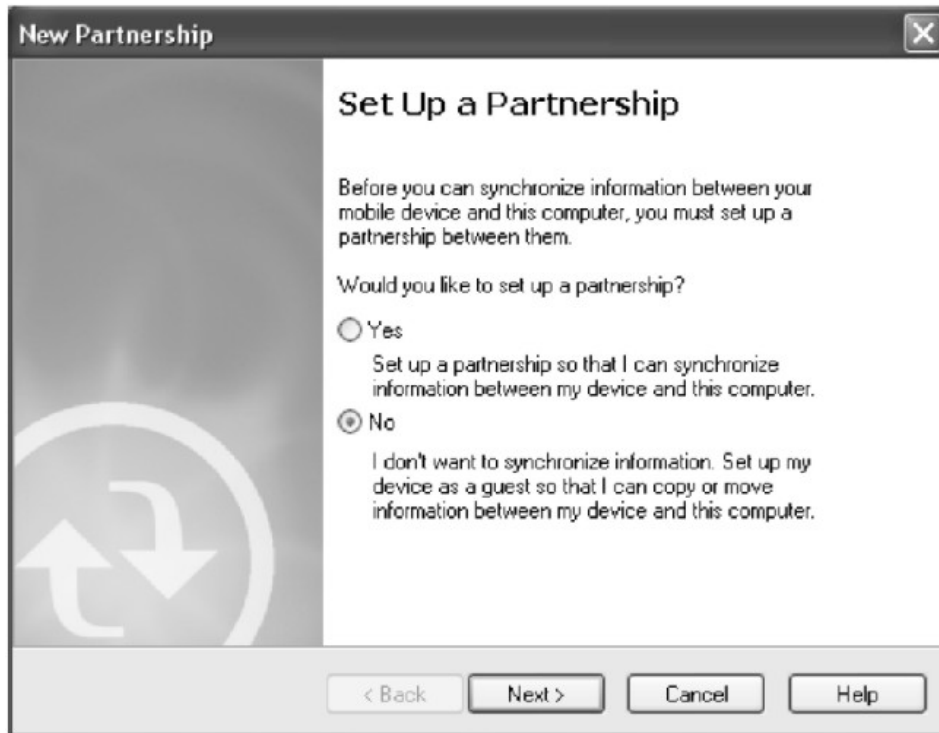 New Partnership
Set Up a Partnership
Before you can synchronize information between your
mobile device and this computer, you must set up a
partnership between them.
Would you like to set up a partnership?
Yes
Set up a partnership so that I can synchronize
information between my device and this computer.
No
I don't want to synchronize information. Set up my
device as a guest so that I can copy or move
information between my device and this computer.
< Back Next > Cancel Help